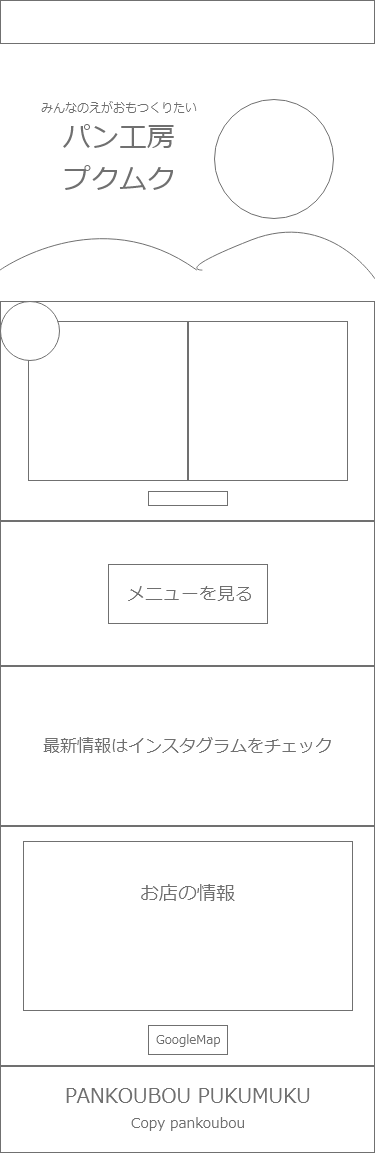 みんなのえがおもつくりたい
パン工房
プクムク
メニューを見る
最新情報はインスタグラムをチェック
お店の情報
GoogleMap
PANKOUBOU PUKUMUKU
Copy pankoubou